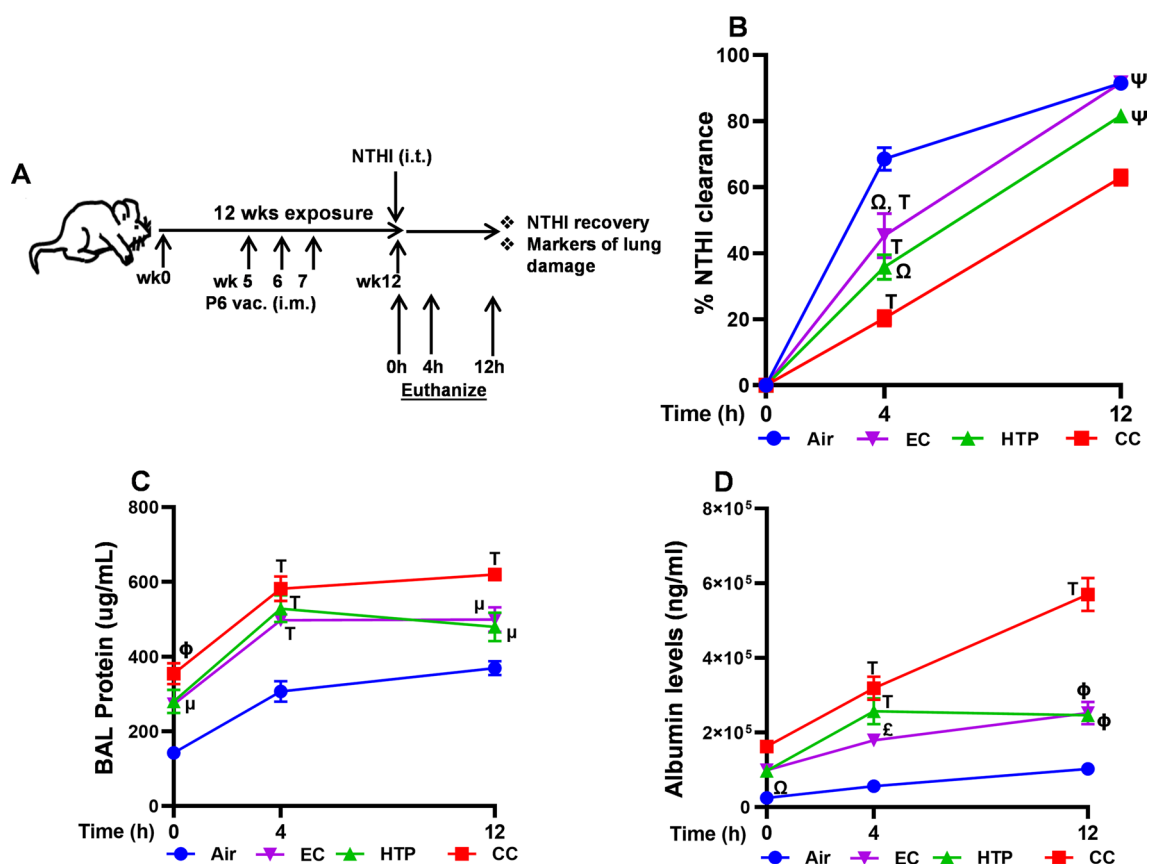 A
NTHI (i.t.)
12 wks exposure
❖ NTHI recovery
❖ Markers of lung
damage
wk0
wk 5 6 7
wk12
P6 vac. (i.m.)
0h 4h 12h
Euthanize
B
% NTHI clearance
100
80
60
40
20
0
Ω, T
T
Ω
T
Ψ
Ψ
0 4 12
Time (h)
Air EC HTP CC
C
BAL Protein (ug/mL)
800
600
400
200
0
ϕ
μ
T
T
T
T
μ
μ
0 4 12
Time (h)
Air EC HTP CC
D
Albumin levels (ng/ml)
8×10⁵
6×10⁵
4×10⁵
2×10⁵
0
Ω
T
T
£
T
ϕ
ϕ
0 4 12
Time (h)
Air EC HTP CC